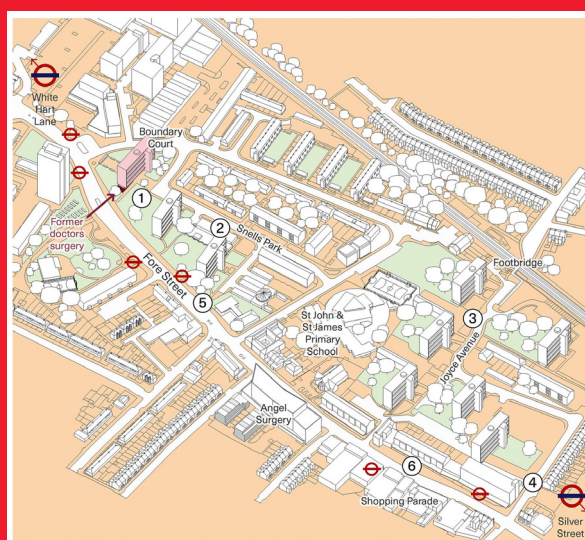 White
Hart
Lane
Boundary
Court
1
Former
doctors
surgery
2
Snells Park
Fore Street
5
Footbridge
St John &
St James
Primary
School
3
Joyce Avenue
Angel
Surgery
6
4
Shopping Parade
Silver
Street